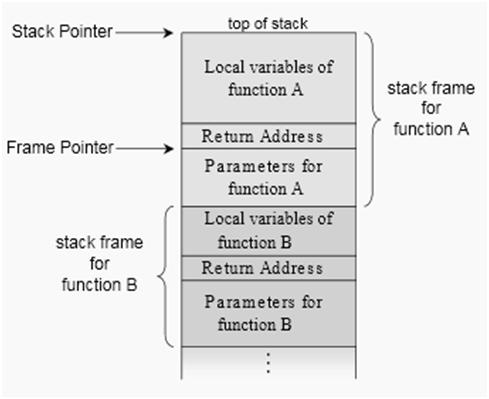 Stack Pointer
top of stack
Local variables of
function A
stack frame
for
function A
Return Address
Frame Pointer
Parameters for
function A
Local variables of
function B
stack frame
for
function B
Return Address
Parameters for
function B